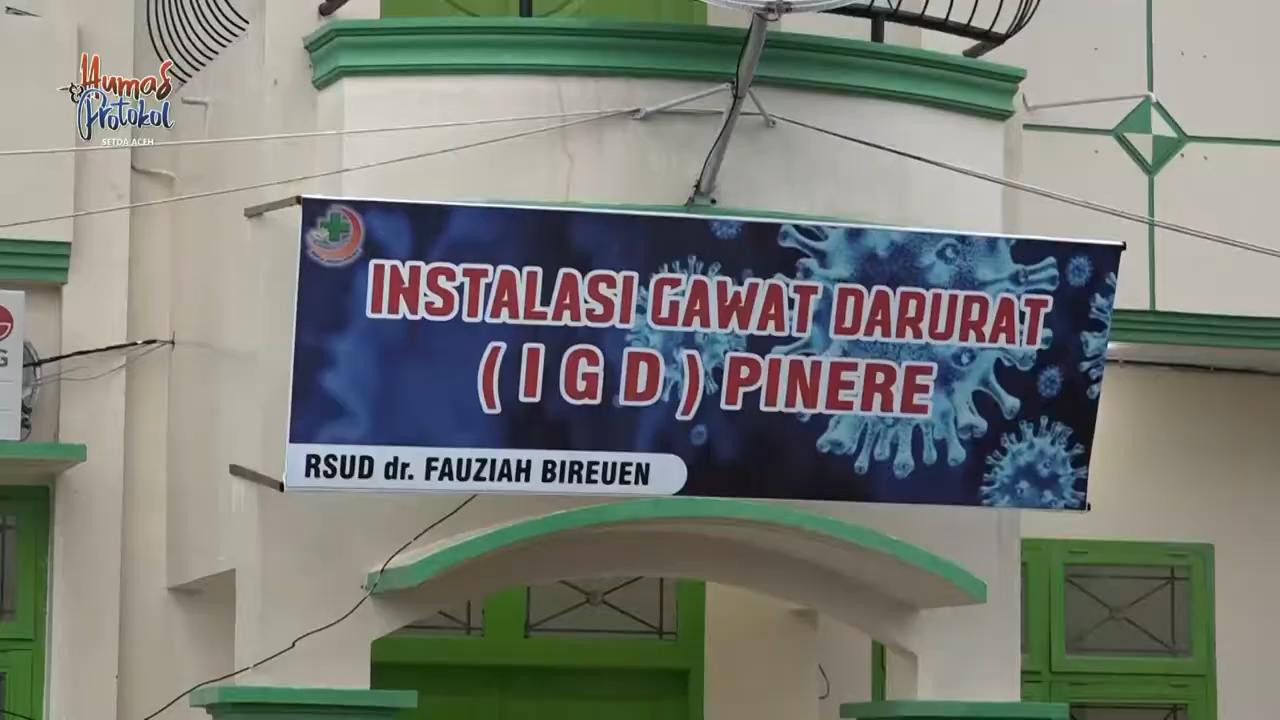 Humas
Protokol
SETDA ACEH
INSTALASI GAWAT DARURAT
( I G D ) PINERE
RSUD dr. FAUZIAH BIREUEN